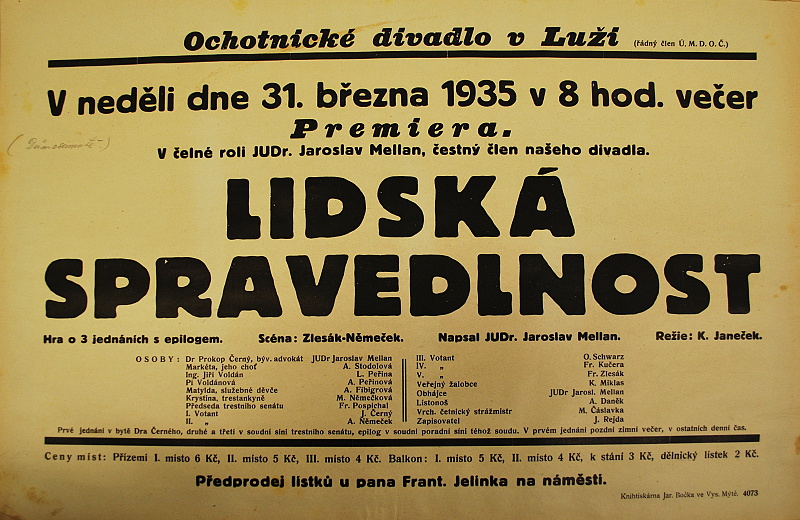 Ochotnické divadlo v Luži (řádný člen Ú. M. D. O. Č.)
V neděli dne 31. března 1935 v 8 hod. večer
Premiera.
V čelné roli JUDr. Jaroslav Mellan, čestný člen našeho divadla.
LIDSKÁ
SPRAVEDLNOST
Hra o 3 jednáních s epilogem. Scéna: Zlesák-Němeček. Napsal JUDr. Jaroslav Mellan. Režie: K. Janeček.
OSOBY: Dr Prokop Černý, býv. advokát JUDr Jaroslav Mellan
Markéta, jeho choť A. Stodolová
Ing. Jiří Voldán L. Peřina
Pí Voldánová A. Peřinová
Matylda, služebné děvče A. Fibigrová
Krystina, trestankyně M. Němečková
Předseda trestního senátu Fr. Pospíchal
I. Votant J. Černý
II. „ A. Němeček
III. Votant O. Schwarz
IV. „ Fr. Kučera
V. „ Fr. Zlesák
Veřejný žalobce K. Miklas
Obhájce JUDr Jarosl. Mellan
Listonoš A. Daněk
Vrch. četnický strážmistr M. Čáslavka
Zapisovatel J. Rejda
Prvé jednání v bytě Dra Černého, druhé a třetí v soudní síni trestního senátu, epilog v soudní poradní síni téhož soudu. V prvém jednání pozdní zimní večer, v ostatních denní čas.
Ceny míst: Přízemí I. místo 6 Kč, II. místo 5 Kč, III. místo 4 Kč. Balkon: I. místo 5 Kč, II. místo 4 Kč, k stání 3 Kč, dělnický lístek 2 Kč.
Předprodej lístků u pana Frant. Jelínka na náměstí.
Knihtiskárna Jar. Bočka ve Vys. Mýtě. 4073